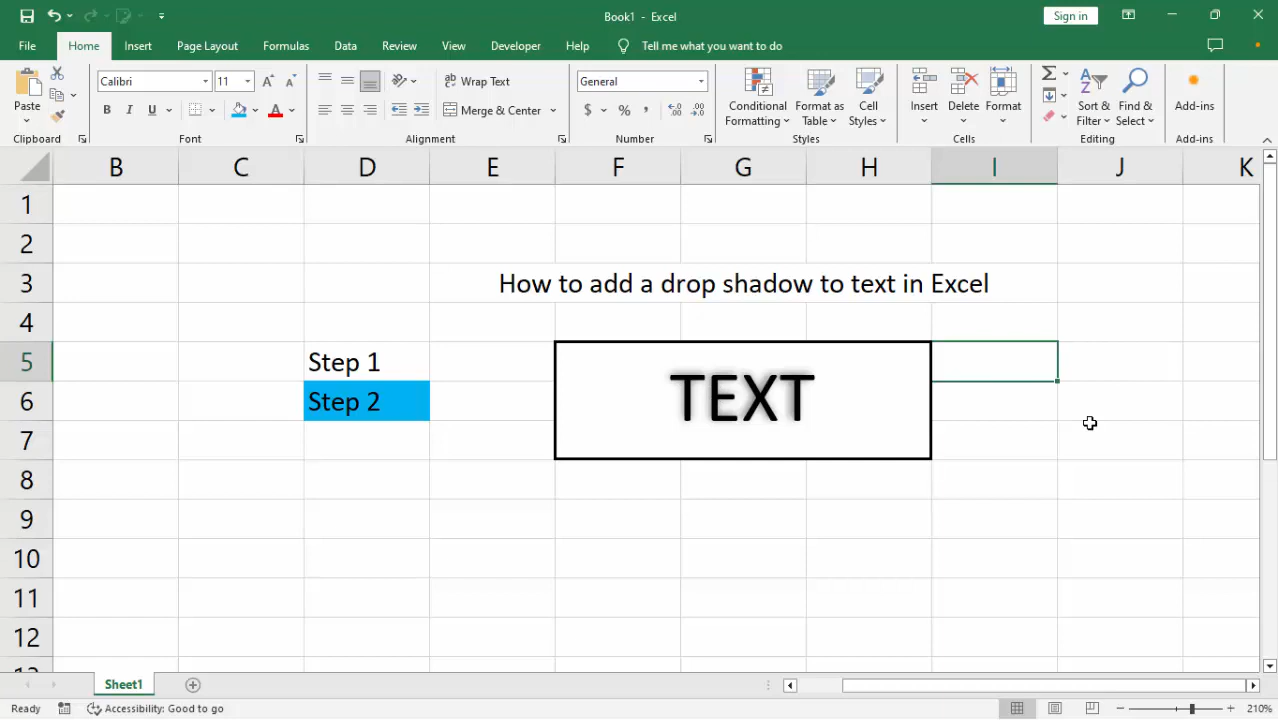 Book1 - Excel
Sign in
File Home Insert Page Layout Formulas Data Review View Developer Help Tell me what you want to do
Paste
Calibri 11
B I U A
Wrap Text
Merge & Center
General
$ % ,
Conditional Formatting
Format as Table
Cell Styles
Insert
Delete
Format
Sort & Filter
Find & Select
Add-ins
Clipboard Font Alignment Number Styles Cells Editing Add-ins
B C D E F G H I J K
1
2
3 How to add a drop shadow to text in Excel
4
5 Step 1
TEXT
6 Step 2
7
8
9
10
11
12
Sheet1
Ready Accessibility: Good to go 210%